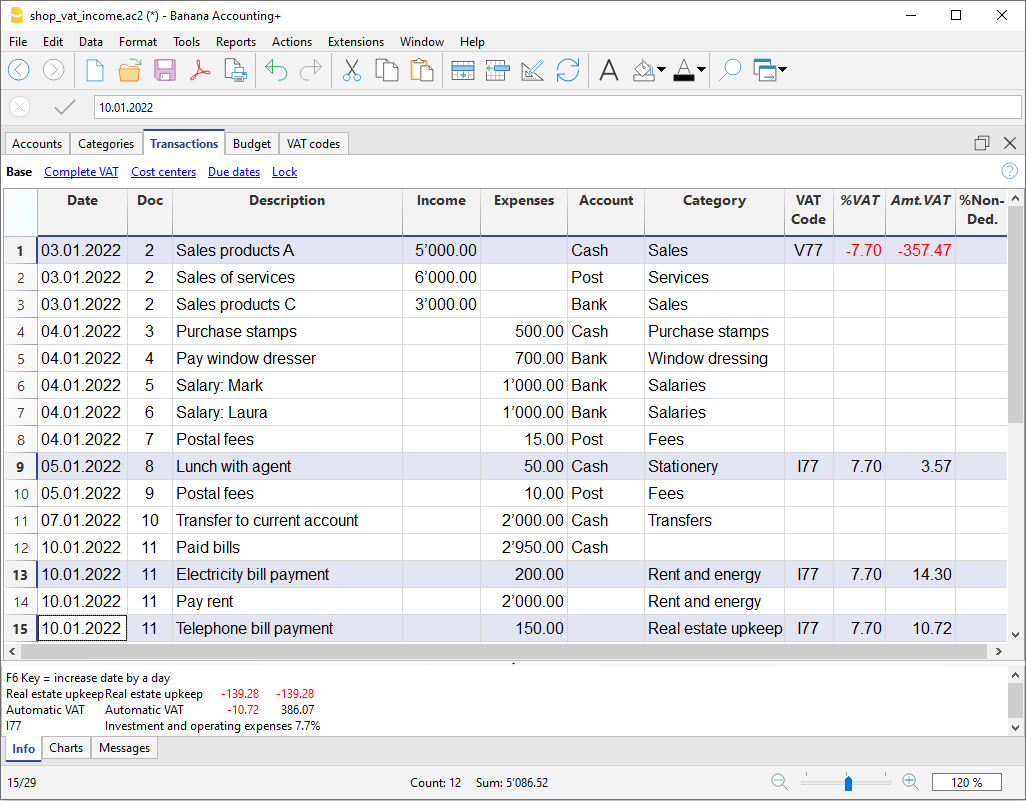 shop_vat_income.ac2 (*) - Banana Accounting+
File Edit Data Format Tools Reports Actions Extensions Window Help
10.01.2022
Accounts Categories Transactions Budget VAT codes
Base Complete VAT Cost centers Due dates Lock
Date Doc Description Income Expenses Account Category VAT Code %VAT Amt.VAT %Non-Ded.
1 03.01.2022 2 Sales products A 5’000.00 Cash Sales V77 -7.70 -357.47
2 03.01.2022 2 Sales of services 6’000.00 Post Services
3 03.01.2022 2 Sales products C 3’000.00 Bank Sales
4 04.01.2022 3 Purchase stamps 500.00 Cash Purchase stamps
5 04.01.2022 4 Pay window dresser 700.00 Bank Window dressing
6 04.01.2022 5 Salary: Mark 1’000.00 Bank Salaries
7 04.01.2022 6 Salary: Laura 1’000.00 Bank Salaries
8 04.01.2022 7 Postal fees 15.00 Post Fees
9 05.01.2022 8 Lunch with agent 50.00 Cash Stationery I77 7.70 3.57
10 05.01.2022 9 Postal fees 10.00 Post Fees
11 07.01.2022 10 Transfer to current account 2’000.00 Cash Transfers
12 10.01.2022 11 Paid bills 2’950.00 Cash
13 10.01.2022 11 Electricity bill payment 200.00 Rent and energy I77 7.70 14.30
14 10.01.2022 11 Pay rent 2’000.00 Rent and energy
15 10.01.2022 11 Telephone bill payment 150.00 Real estate upkeep I77 7.70 10.72
F6 Key = increase date by a day
Real estate upkeep Real estate upkeep -139.28 -139.28
Automatic VAT Automatic VAT -10.72 386.07
I77 Investment and operating expenses 7.7%
Info Charts Messages
15/29 Count: 12 Sum: 5’086.52 120 %